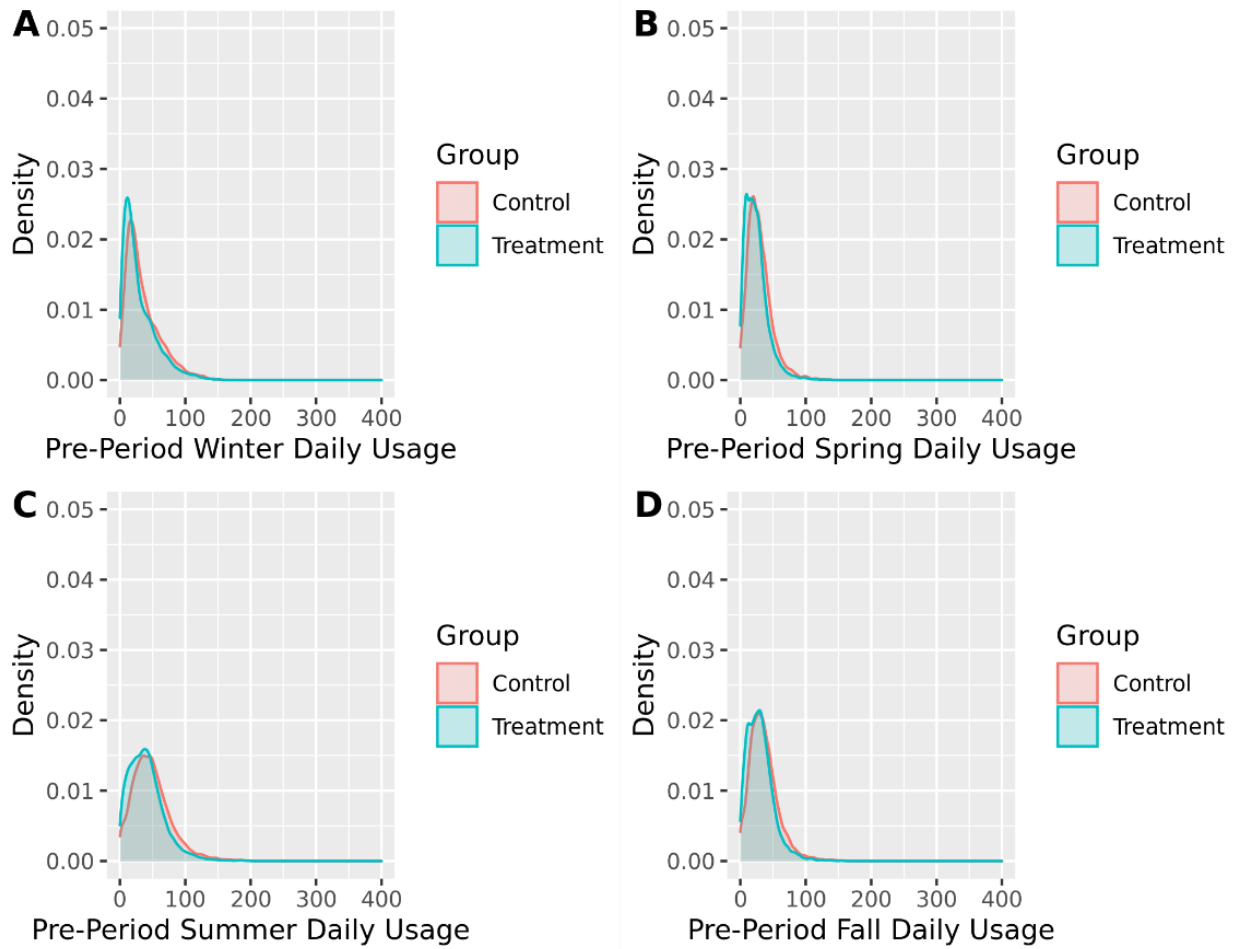 A
0.05
0.04
0.03
0.02
0.01
0.00
Density
0 100 200 300 400
Pre-Period Winter Daily Usage
Group
Control
Treatment
B
0.05
0.04
0.03
0.02
0.01
0.00
Density
0 100 200 300 400
Pre-Period Spring Daily Usage
Group
Control
Treatment
C
0.05
0.04
0.03
0.02
0.01
0.00
Density
0 100 200 300 400
Pre-Period Summer Daily Usage
Group
Control
Treatment
D
0.05
0.04
0.03
0.02
0.01
0.00
Density
0 100 200 300 400
Pre-Period Fall Daily Usage
Group
Control
Treatment